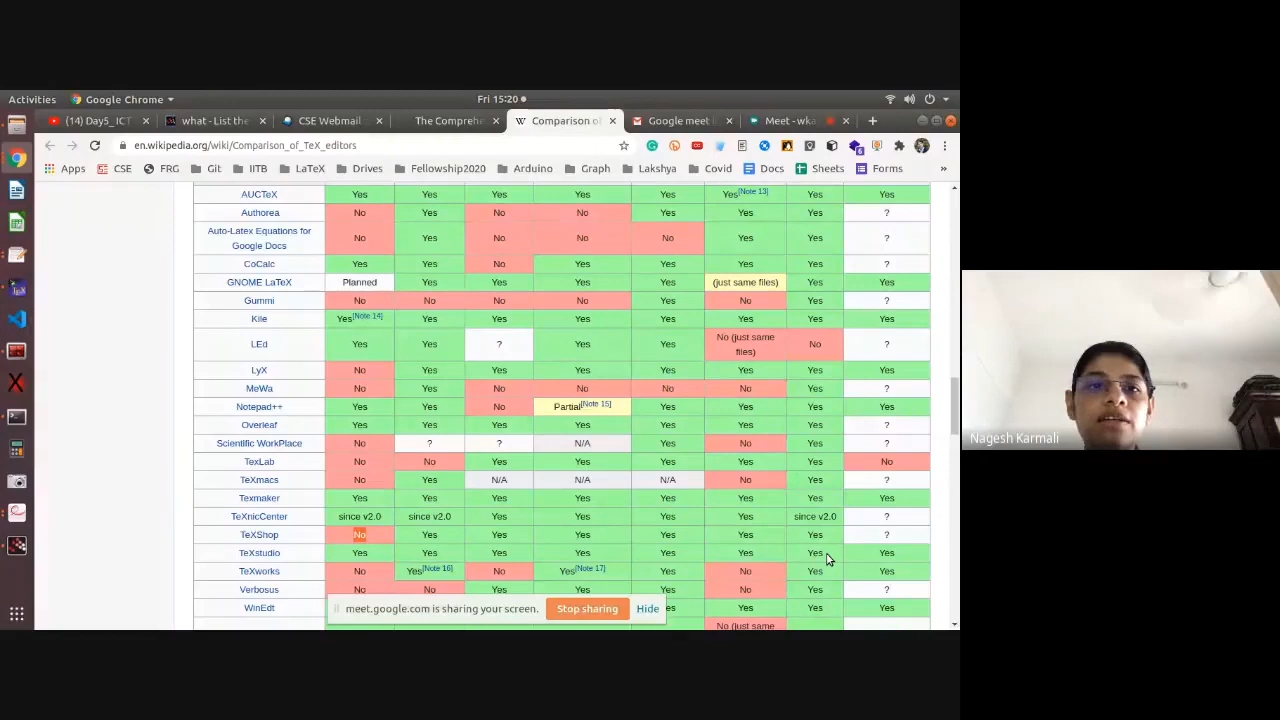 Activities Google Chrome Fri 15:20
(14) Day5_ICT what - List the CSE Webmail The Comprehe Comparison of Google meet i Meet - wka
en.wikipedia.org/wiki/Comparison_of_TeX_editors
Apps CSE FRG Git IITB LaTeX Drives Fellowship2020 Arduino Graph Lakshya Covid Docs Sheets Forms »
AUCTeX Yes Yes Yes Yes Yes Yes[Note 13] Yes Yes
Authorea No Yes No No Yes Yes Yes ?
Auto-Latex Equations for
Google Docs No Yes No No No Yes Yes ?
CoCalc Yes Yes No Yes Yes Yes Yes ?
GNOME LaTeX Planned Yes Yes Yes Yes (just same files) Yes Yes
Gummi No No No No Yes No Yes ?
Kile Yes[Note 14] Yes Yes Yes Yes Yes Yes Yes
LEd Yes Yes ? Yes Yes No (just same
files) No ?
LyX No Yes Yes Yes Yes Yes Yes Yes
MeWa No Yes No No No No Yes ?
Notepad++ Yes Yes No Partial[Note 15] Yes Yes Yes Yes
Overleaf Yes Yes Yes Yes Yes Yes Yes ?
Scientific WorkPlace No ? ? N/A Yes No Yes ?
TexLab No No Yes Yes Yes Yes Yes No
TeXmacs No Yes N/A N/A N/A No Yes ?
Texmaker Yes Yes Yes Yes Yes Yes Yes Yes
TeXnicCenter since v2.0 since v2.0 Yes Yes Yes Yes since v2.0 ?
TeXShop No Yes Yes Yes Yes Yes Yes ?
TeXstudio Yes Yes Yes Yes Yes Yes Yes Yes
TeXworks No Yes[Note 16] No Yes[Note 17] Yes No Yes Yes
Verbosus No No Yes Yes Yes No Yes ?
WinEdt Yes Yes Yes
No (just same
meet.google.com is sharing your screen. Stop sharing Hide
Nagesh Karmali